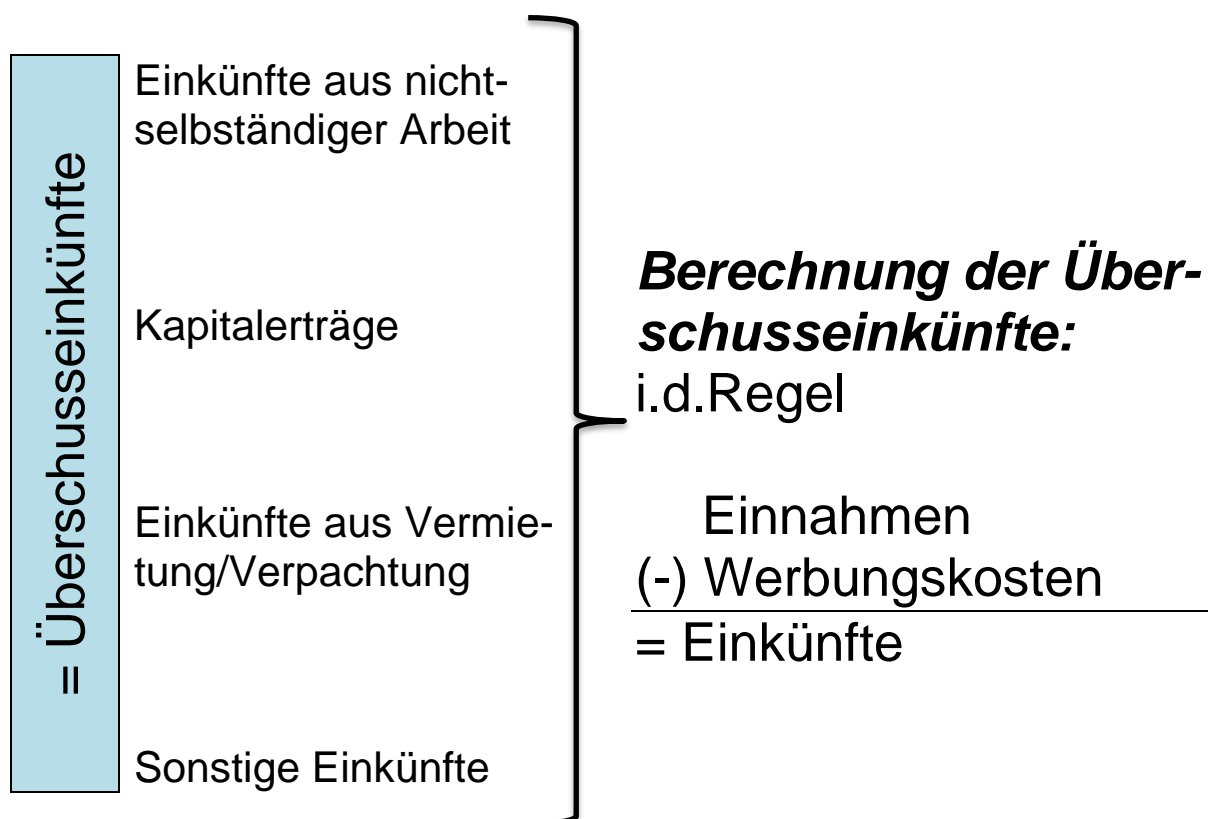 = Überschusseinkünfte
Einkünfte aus nicht-
selbständiger Arbeit
Kapitalerträge
Einkünfte aus Vermie-
tung/Verpachtung
Sonstige Einkünfte
Berechnung der Über-
schusseinkünfte:
i.d.Regel
Einnahmen
(-) Werbungskosten
= Einkünfte